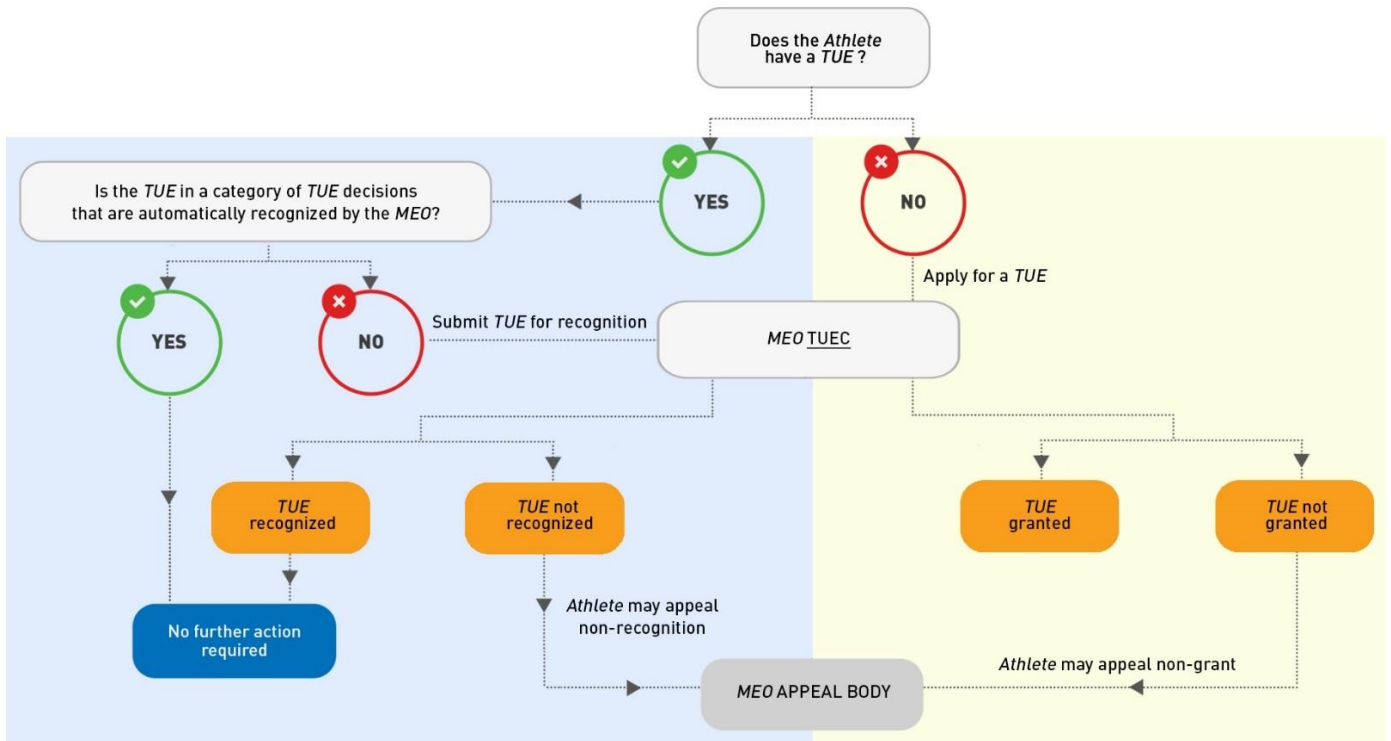 Does the Athlete
have a TUE ?
YES
NO
Is the TUE in a category of TUE decisions
that are automatically recognized by the MEO?
Apply for a TUE
YES
NO
Submit TUE for recognition
MEO TUEC
TUE
recognized
TUE not
recognized
TUE
granted
TUE not
granted
No further action
required
Athlete may appeal
non-recognition
MEO APPEAL BODY
Athlete may appeal non-grant